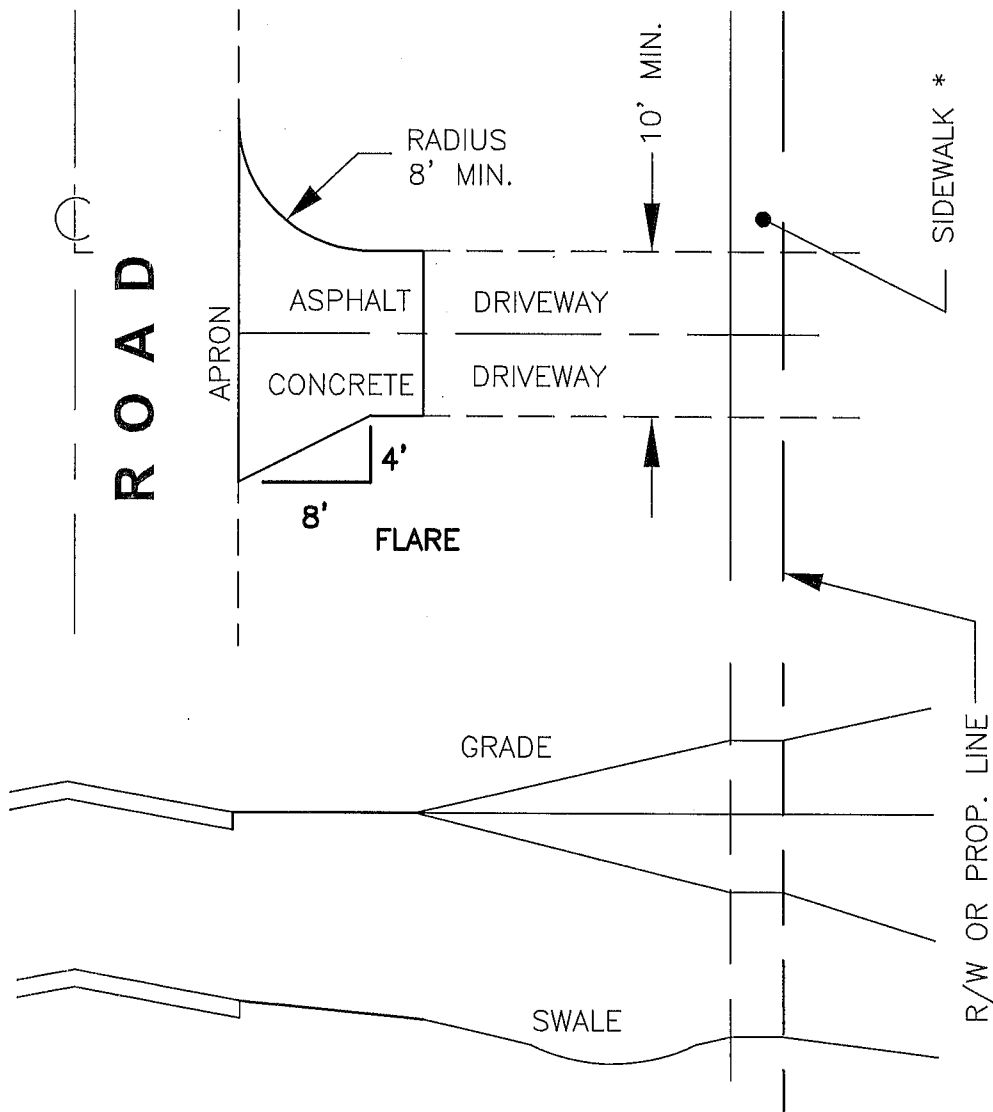 ℄
ROAD
APRON
RADIUS
8' MIN.
10' MIN.
SIDEWALK *
ASPHALT
DRIVEWAY
CONCRETE
DRIVEWAY
4'
8'
FLARE
R/W OR PROP. LINE
GRADE
SWALE